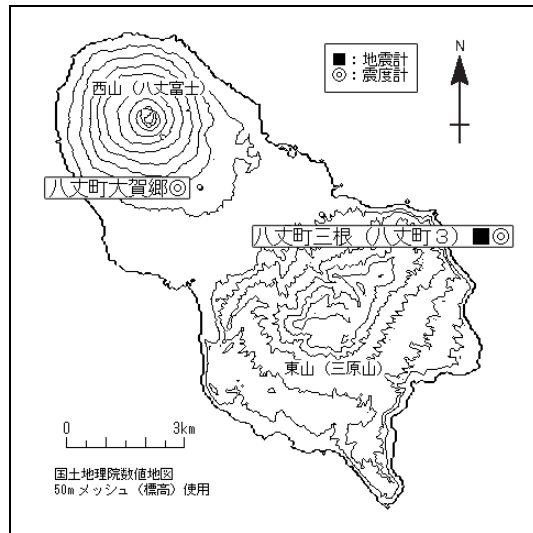 ■：地震計
◎：震度計
N
西山（八丈富士）
八丈町大賀郷◎
八丈町三根（八丈町３）■◎
東山（三原山）
0 3km
国土地理院数値地図
50mメッシュ（標高）使用